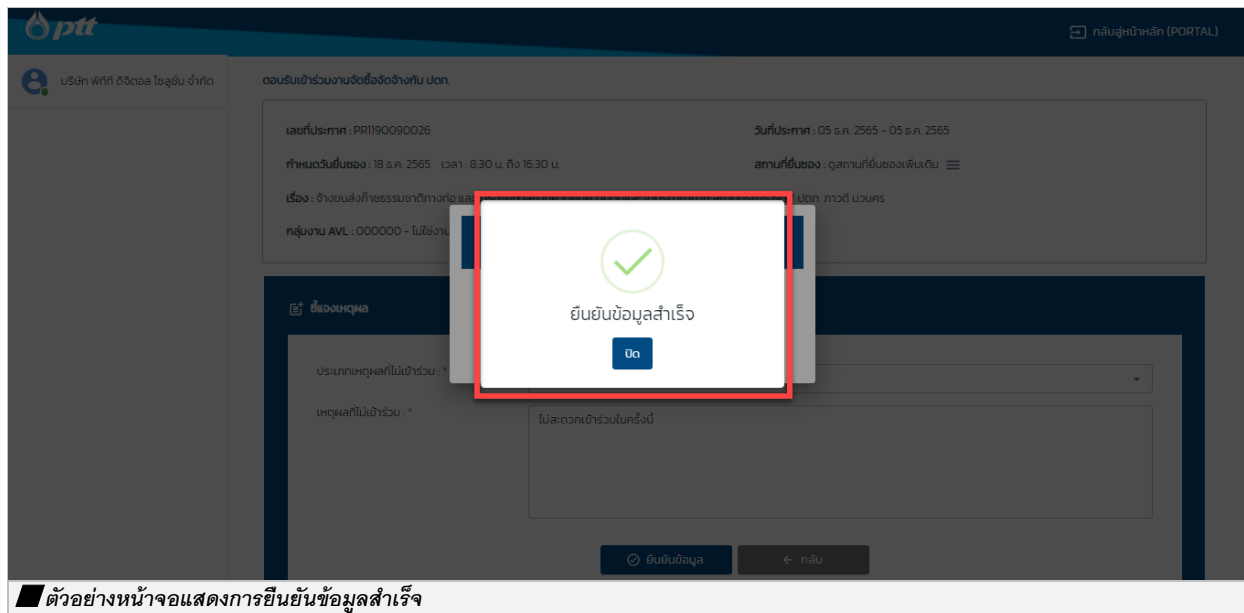 ptt
กลับสู่หน้าหลัก (PORTAL)
บริษัท พีทีที ดิจิตอล โซลูชั่น จำกัด
ตอบรับเข้าร่วมงานจัดซื้อจัดจ้างกับ ปตท.
เลขที่ประกาศ : PR1190090026
วันที่ประกาศ : 05 ธ.ค. 2565 - 05 ธ.ค. 2565
กำหนดวันยื่นซอง : 18 ธ.ค. 2565 เวลา : 8:30 น. ถึง 16:30 น.
สถานที่ยื่นซอง : ดูสถานที่ยื่นซองเพิ่มเติม
เรื่อง : จ้างขนส่งก๊าซธรรมชาติทางท่อ และ ปตท. ภาวดี นวนคร
กลุ่มงาน AVL : 000000 - ไม่ใช่งาน
ชี้แจงเหตุผล
ยืนยันข้อมูลสำเร็จ
ปิด
ประเภทเหตุผลที่ไม่เข้าร่วม : *
เหตุผลที่ไม่เข้าร่วม : *
ไม่สะดวกเข้าร่วมในครั้งนี้
ยืนยันข้อมูล
กลับ
ตัวอย่างหน้าจอแสดงการยืนยันข้อมูลสำเร็จ